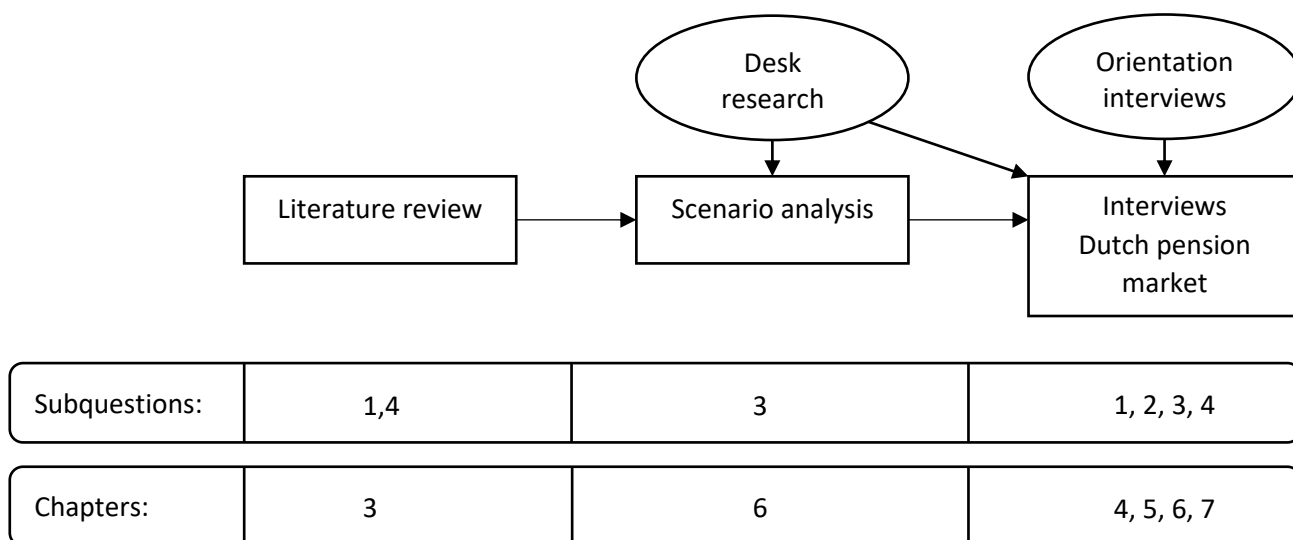 Desk
research
Orientation
interviews
Literature review
Scenario analysis
Interviews
Dutch pension
market
Subquestions:
1,4
3
1, 2, 3, 4
Chapters:
3
6
4, 5, 6, 7